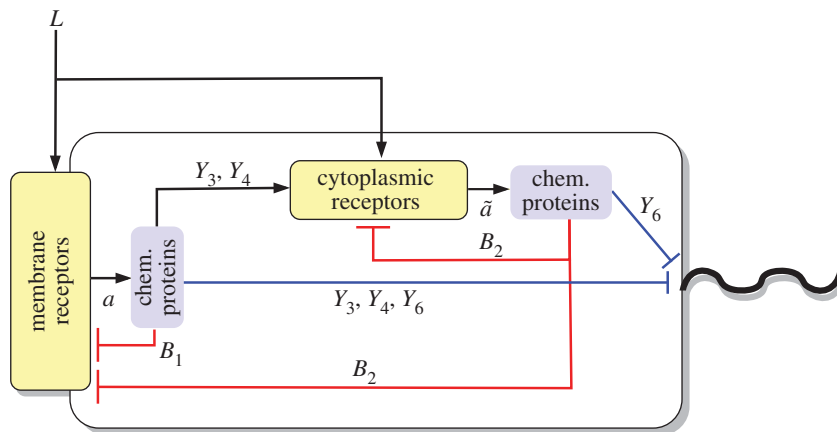 L
Y3, Y4
cytoplasmic
receptors
ã
chem.
proteins
Y6
B2
membrane
receptors
a
chem.
proteins
Y3, Y4, Y6
B1
B2